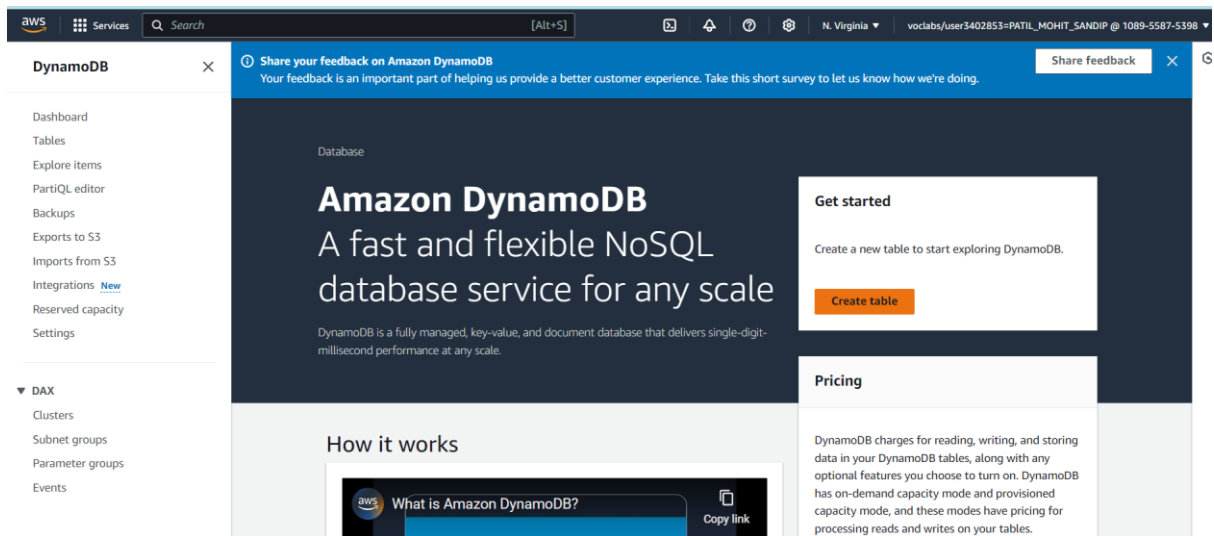 aws
Services
Search
[Alt+S]
N. Virginia
voclabs/user3402853=PATIL_MOHIT_SANDIP @ 1089-5587-5398
DynamoDB
Dashboard
Tables
Explore items
PartiQL editor
Backups
Exports to S3
Imports from S3
Integrations New
Reserved capacity
Settings
DAX
Clusters
Subnet groups
Parameter groups
Events
Share your feedback on Amazon DynamoDB
Your feedback is an important part of helping us provide a better customer experience. Take this short survey to let us know how we're doing.
Share feedback
Database
Amazon DynamoDB
A fast and flexible NoSQL
database service for any scale
DynamoDB is a fully managed, key-value, and document database that delivers single-digit-
millisecond performance at any scale.
Get started
Create a new table to start exploring DynamoDB.
Create table
Pricing
DynamoDB charges for reading, writing, and storing
data in your DynamoDB tables, along with any
optional features you choose to turn on. DynamoDB
has on-demand capacity mode and provisioned
capacity mode, and these modes have pricing for
processing reads and writes on your tables.
How it works
aws
What is Amazon DynamoDB?
Copy link